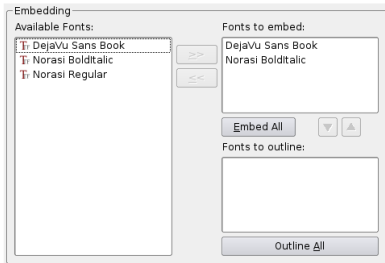 Embedding
Available Fonts:
DejaVu Sans Book
Norasi BoldItalic
Norasi Regular
>>
<<
Fonts to embed:
DejaVu Sans Book
Norasi BoldItalic
Embed All
Fonts to outline:
Outline All